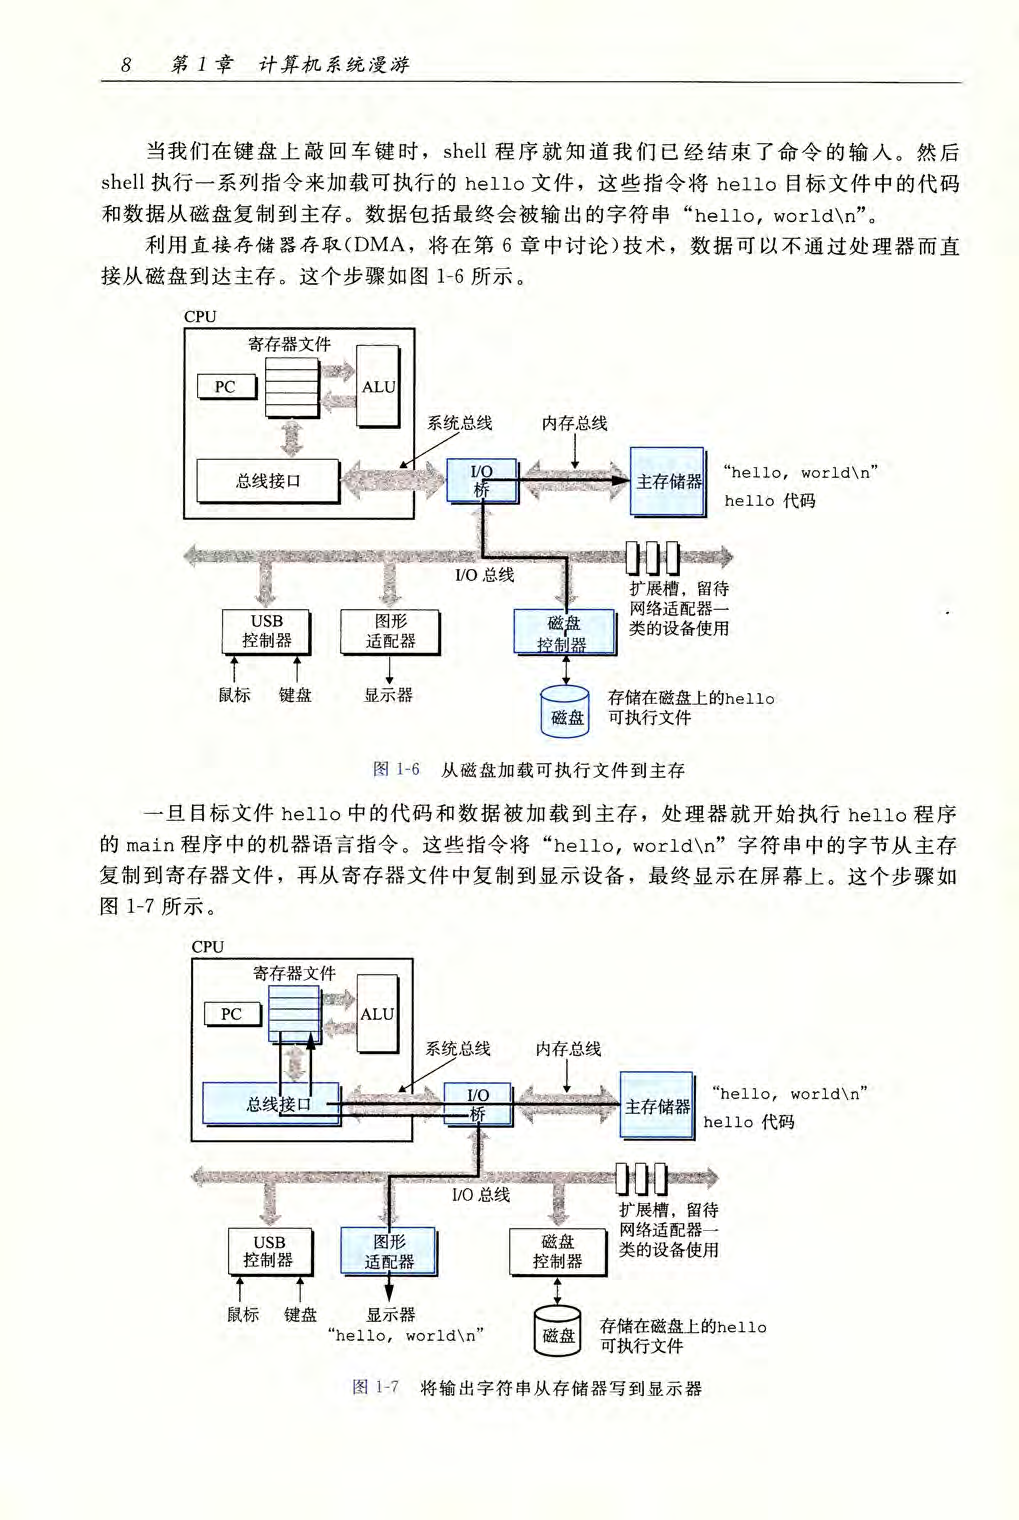 8 第1章 计算机系统漫游
当我们在键盘上敲回车键时，shell 程序就知道我们已经结束了命令的输入。然后
shell 执行一系列指令来加载可执行的 hello 文件，这些指令将 hello 目标文件中的代码
和数据从磁盘复制到主存。数据包括最终会被输出的字符串“hello, world\n”。
利用直接存储器存取(DMA，将在第 6 章中讨论)技术，数据可以不通过处理器而直
接从磁盘到达主存。这个步骤如图 1-6 所示。
CPU
寄存器文件
PC
ALU
系统总线
内存总线
总线接口
I/O
桥
主存储器
“hello, world\n”
hello 代码
I/O 总线
扩展槽，留待
网络适配器一
类的设备使用
USB
控制器
图形
适配器
磁盘
控制器
鼠标
键盘
显示器
磁盘
存储在磁盘上的hello
可执行文件
图 1-6 从磁盘加载可执行文件到主存
一旦目标文件 hello 中的代码和数据被加载到主存，处理器就开始执行 hello 程序
的 main 程序中的机器语言指令。这些指令将“hello, world\n”字符串中的字节从主存
复制到寄存器文件，再从寄存器文件中复制到显示设备，最终显示在屏幕上。这个步骤如
图 1-7 所示。
CPU
寄存器文件
PC
ALU
系统总线
内存总线
总线接口
I/O
桥
主存储器
“hello, world\n”
hello 代码
I/O 总线
扩展槽，留待
网络适配器一
类的设备使用
USB
控制器
图形
适配器
磁盘
控制器
鼠标
键盘
显示器
“hello, world\n”
磁盘
存储在磁盘上的hello
可执行文件
图 1-7 将输出字符串从存储器写到显示器